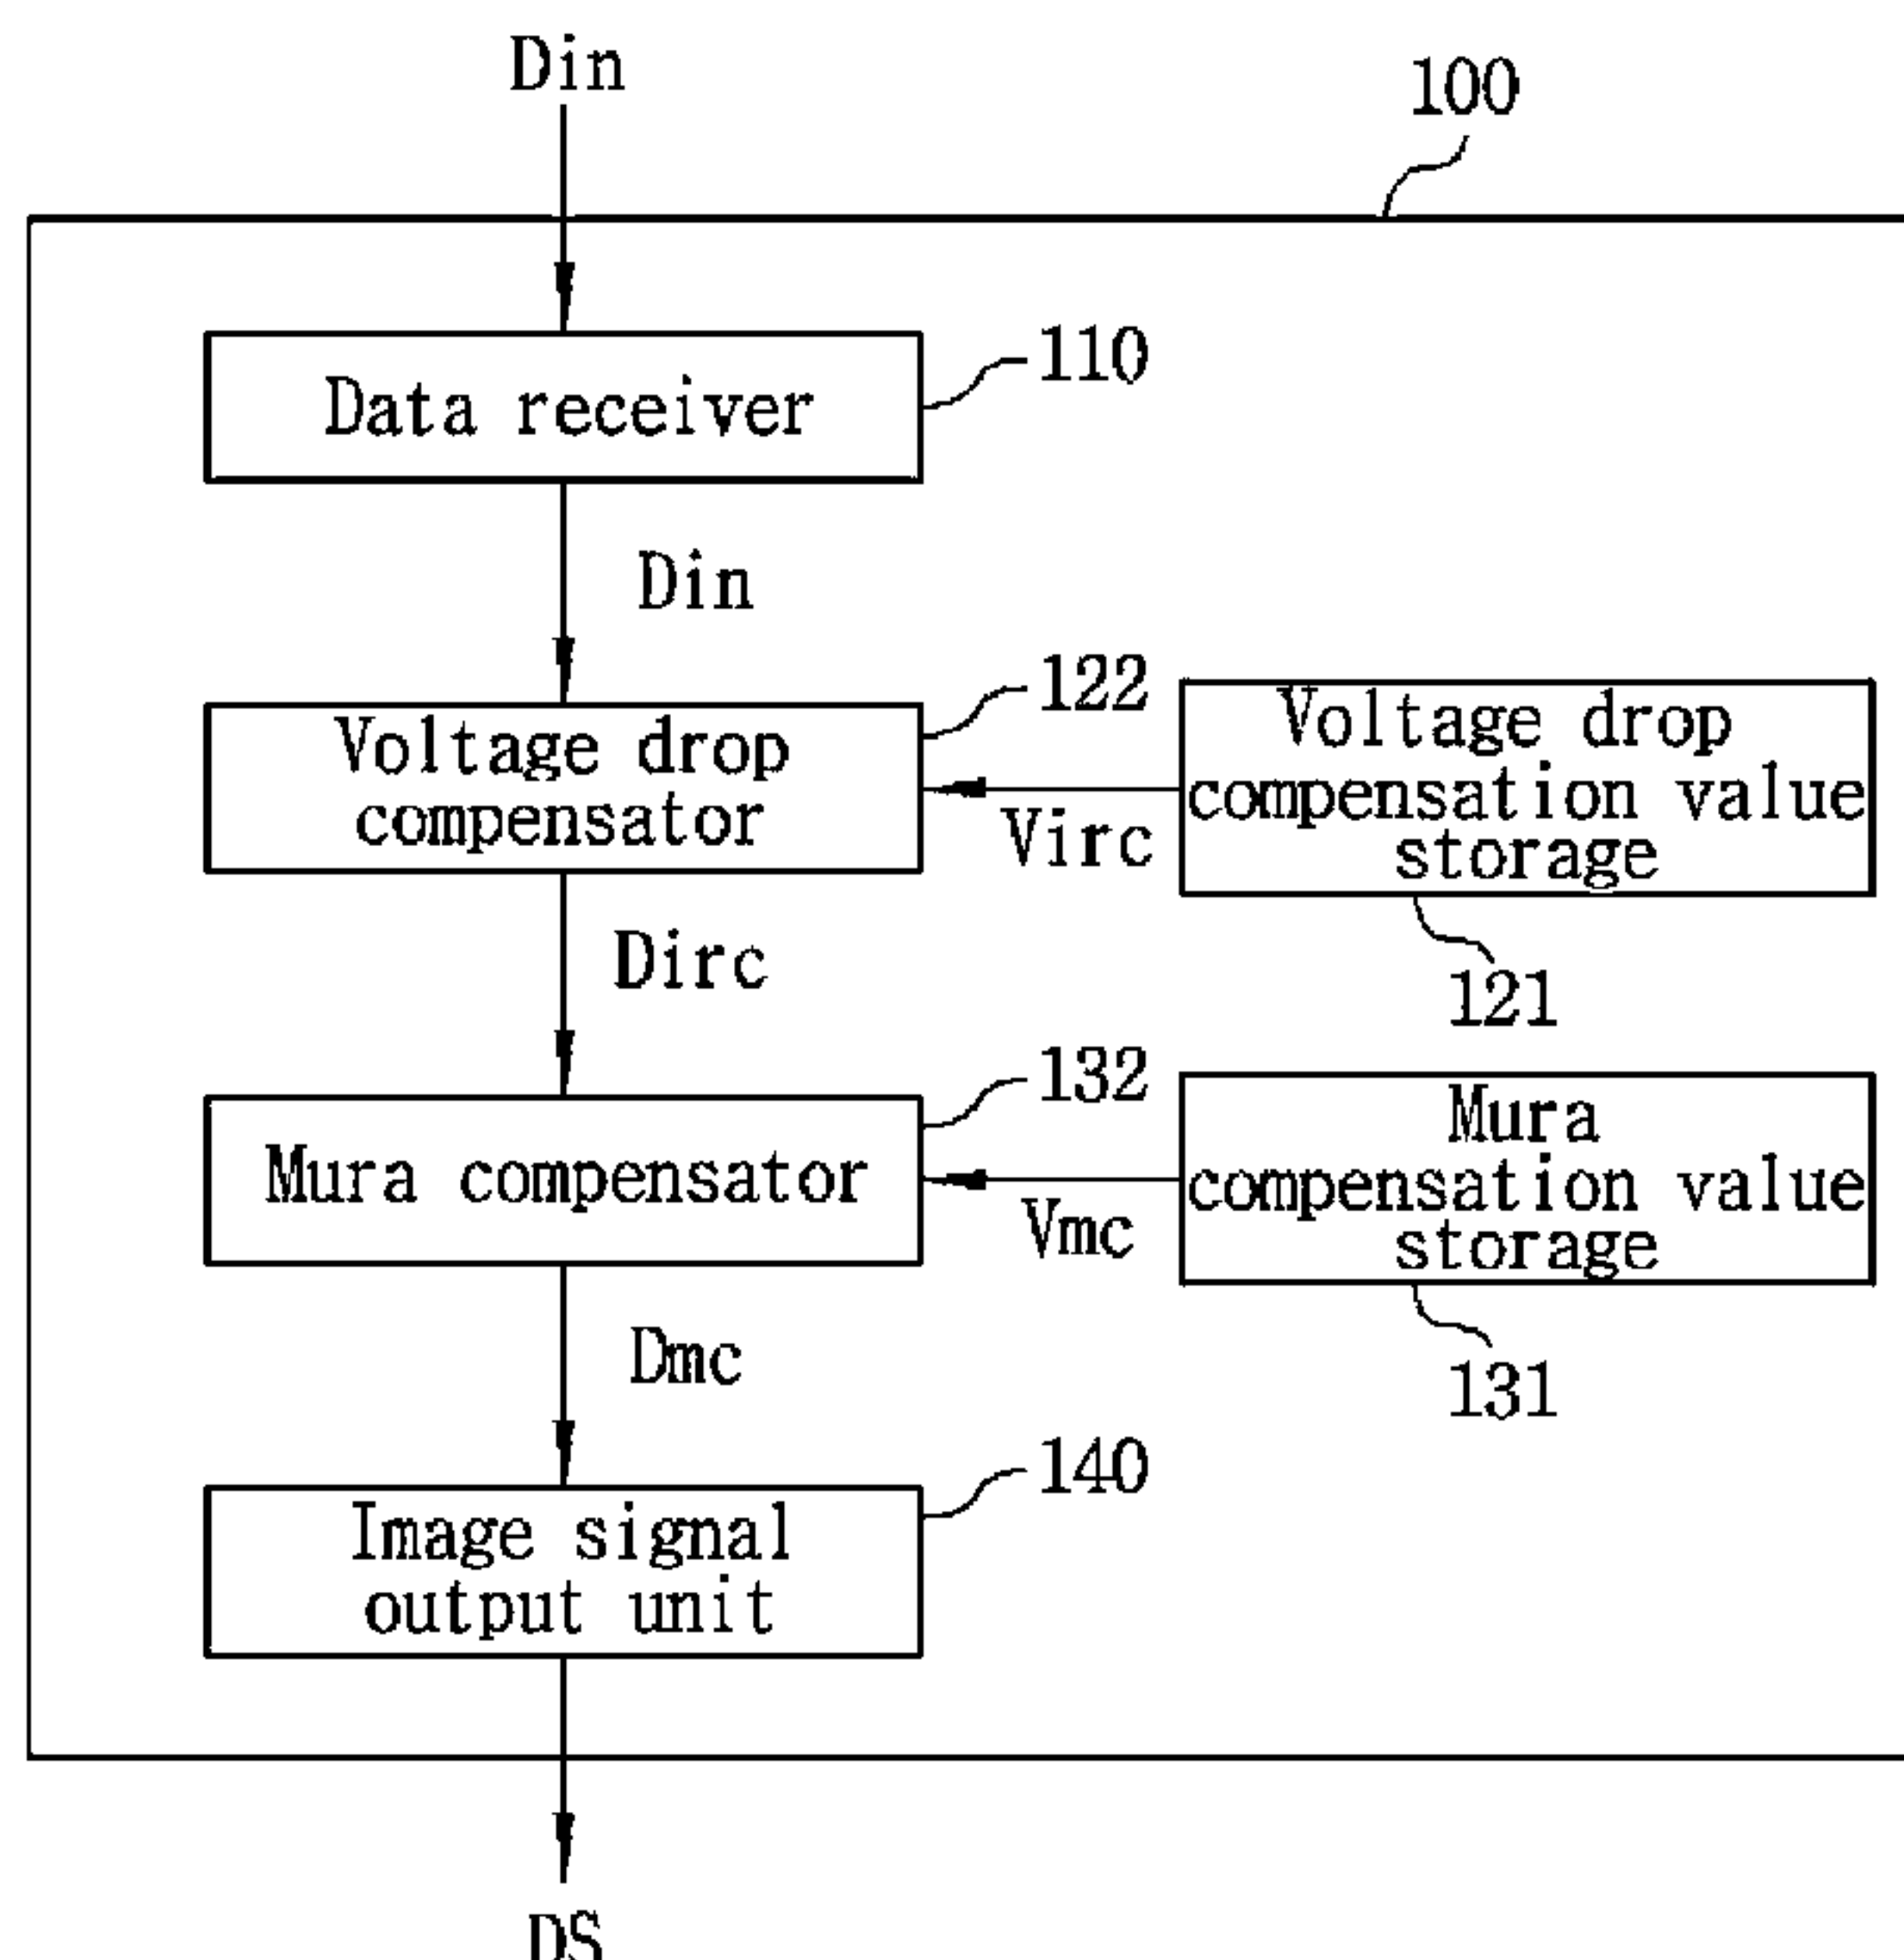 Din
100
Data receiver
110
Din
Voltage drop
compensator
122
Virc
Voltage drop
compensation value
storage
121
Dirc
Mura compensator
132
Vmc
Mura
compensation value
storage
131
Dmc
Image signal
output unit
140
DS